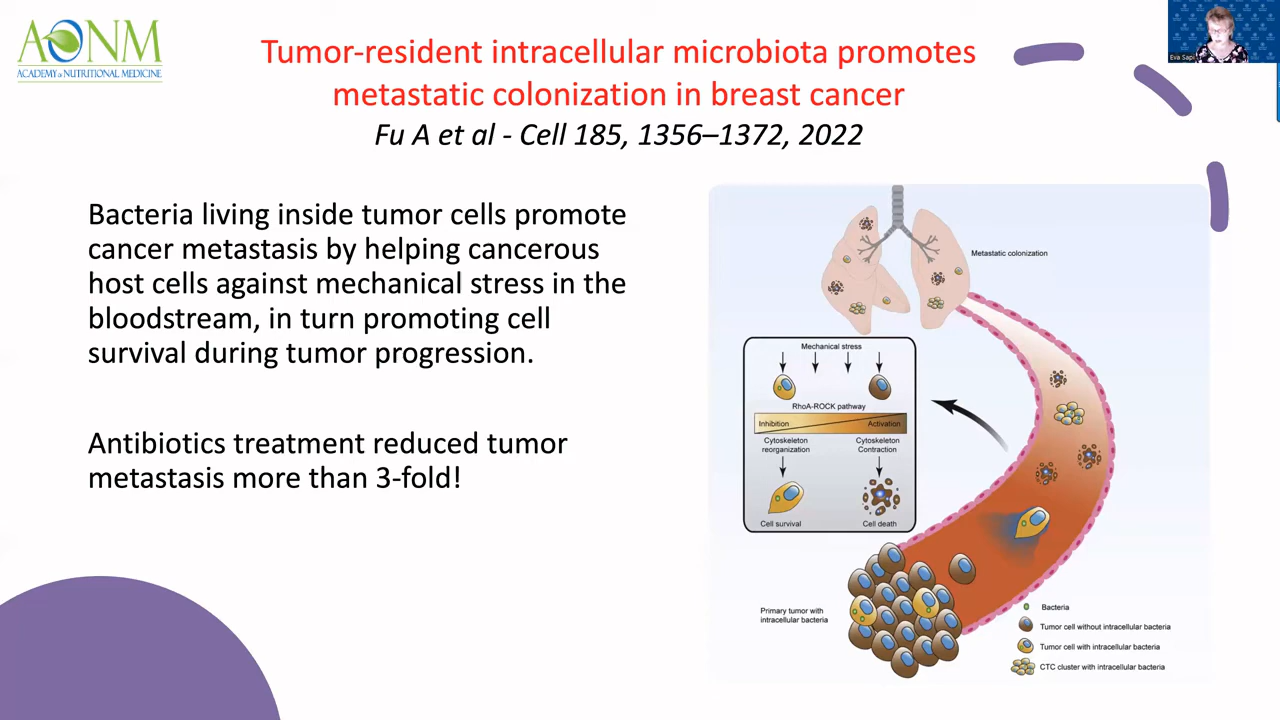 AONM
ACADEMY of NUTRITIONAL MEDICINE
Tumor-resident intracellular microbiota promotes
metastatic colonization in breast cancer
Fu A et al - Cell 185, 1356–1372, 2022
Eva Sapi
Bacteria living inside tumor cells promote
cancer metastasis by helping cancerous
host cells against mechanical stress in the
bloodstream, in turn promoting cell
survival during tumor progression.
Antibiotics treatment reduced tumor
metastasis more than 3-fold!
Metastatic colonization
Mechanical stress
RhoA-ROCK pathway
Inhibition
Activation
Cytoskeleton
reorganization
Cytoskeleton
Contraction
Cell survival
Cell death
Primary tumor with
intracellular bacteria
Bacteria
Tumor cell without intracellular bacteria
Tumor cell with intracellular bacteria
CTC cluster with intracellular bacteria